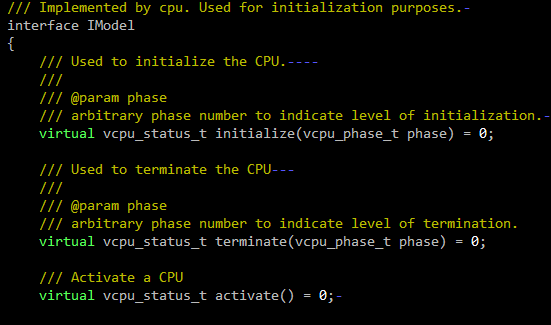 /// Implemented by cpu. Used for initialization purposes.-
interface IModel
{
/// Used to initialize the CPU.----
///
/// @param phase
/// arbitrary phase number to indicate level of initialization.-
virtual vcpu_status_t initialize(vcpu_phase_t phase) = 0;
/// Used to terminate the CPU---
///
/// @param phase
/// arbitrary phase number to indicate level of termination.
virtual vcpu_status_t terminate(vcpu_phase_t phase) = 0;
/// Activate a CPU
virtual vcpu_status_t activate() = 0;-